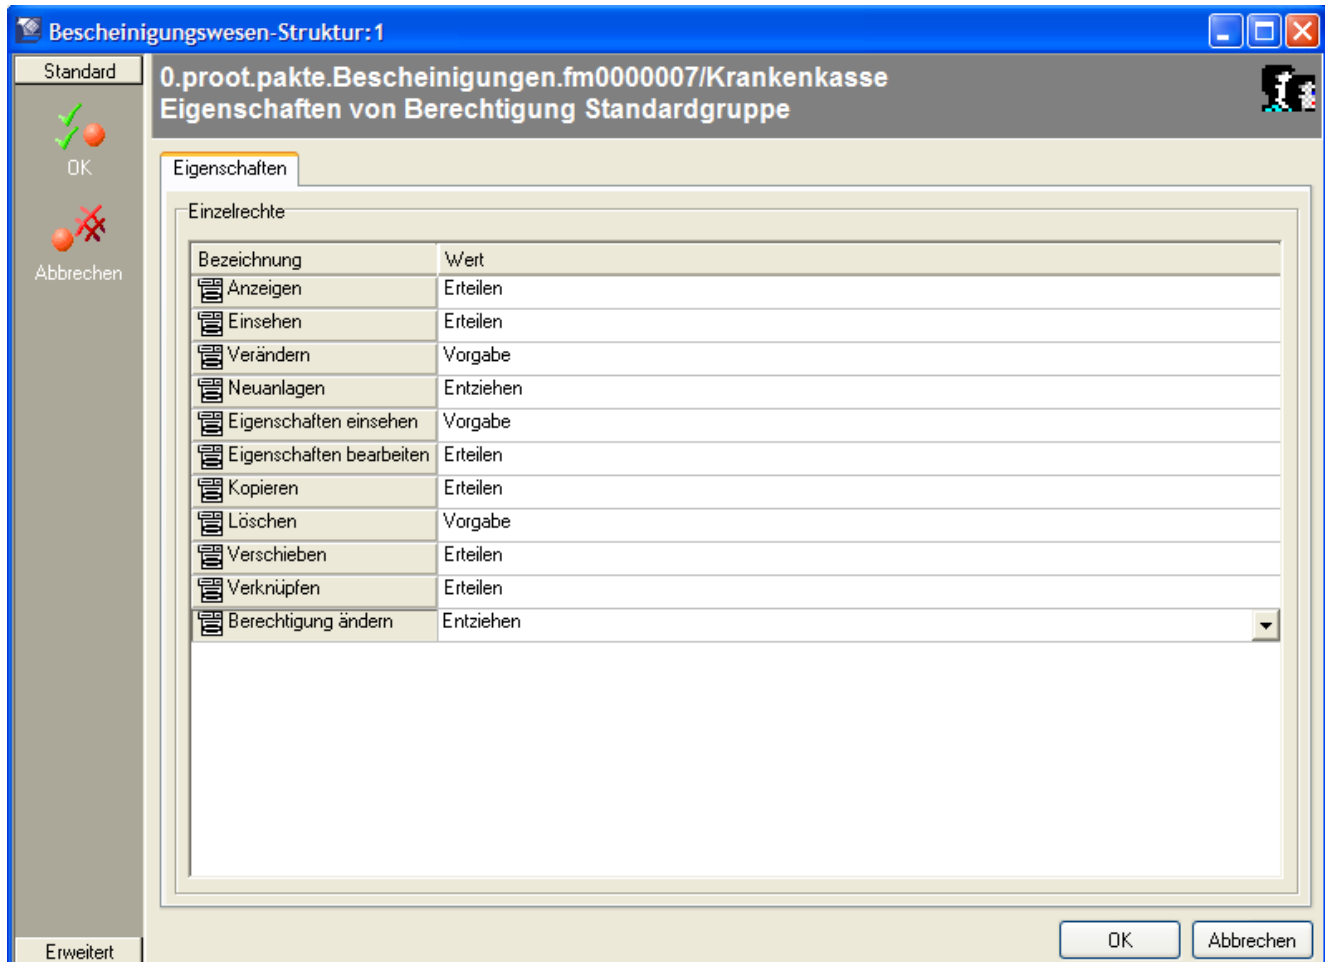 Bescheinigungswesen-Struktur:1
Standard
OK
Abbrechen
Erweitert
0.proot.pakte.Bescheinigungen.fm0000007/Krankenkasse
Eigenschaften von Berechtigung Standardgruppe
Eigenschaften
Einzelrechte
Bezeichnung Wert
Anzeigen Erteilen
Einsehen Erteilen
Verändern Vorgabe
Neuanlagen Entziehen
Eigenschaften einsehen Vorgabe
Eigenschaften bearbeiten Erteilen
Kopieren Erteilen
Löschen Vorgabe
Verschieben Erteilen
Verknüpfen Erteilen
Berechtigung ändern Entziehen
OK Abbrechen